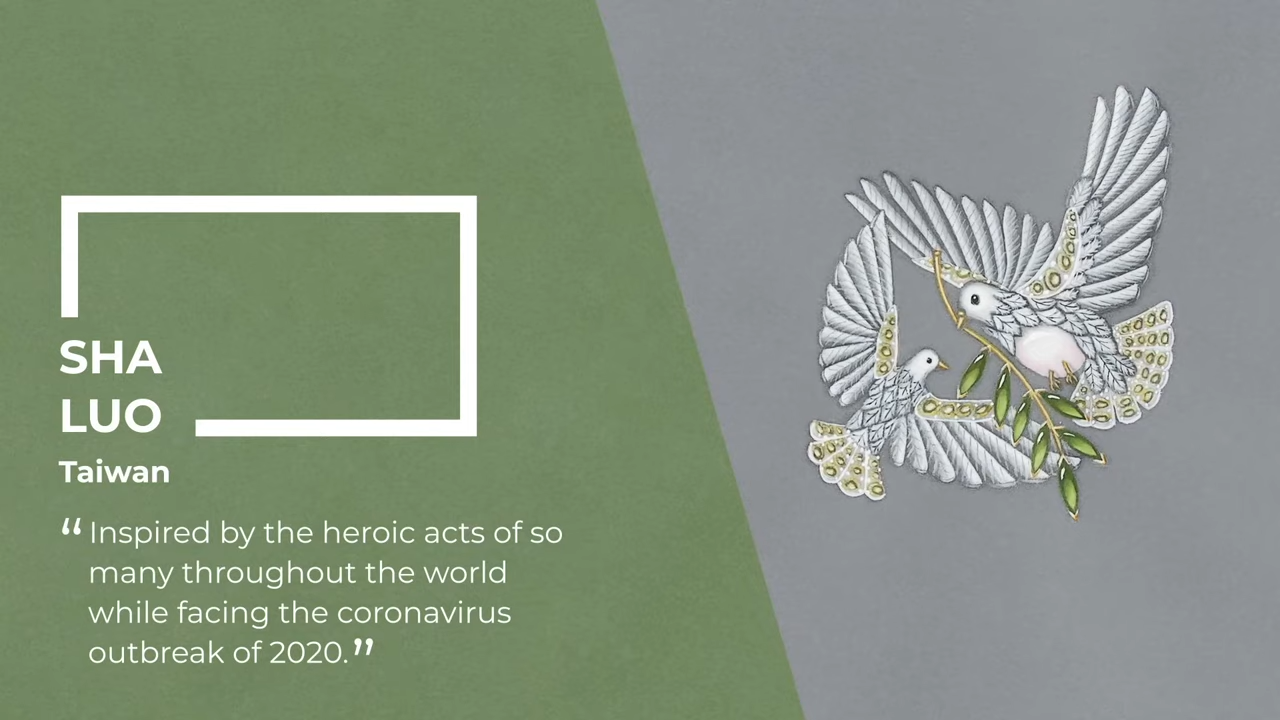 SHA
LUO
Taiwan
“Inspired by the heroic acts of so
many throughout the world
while facing the coronavirus
outbreak of 2020.”